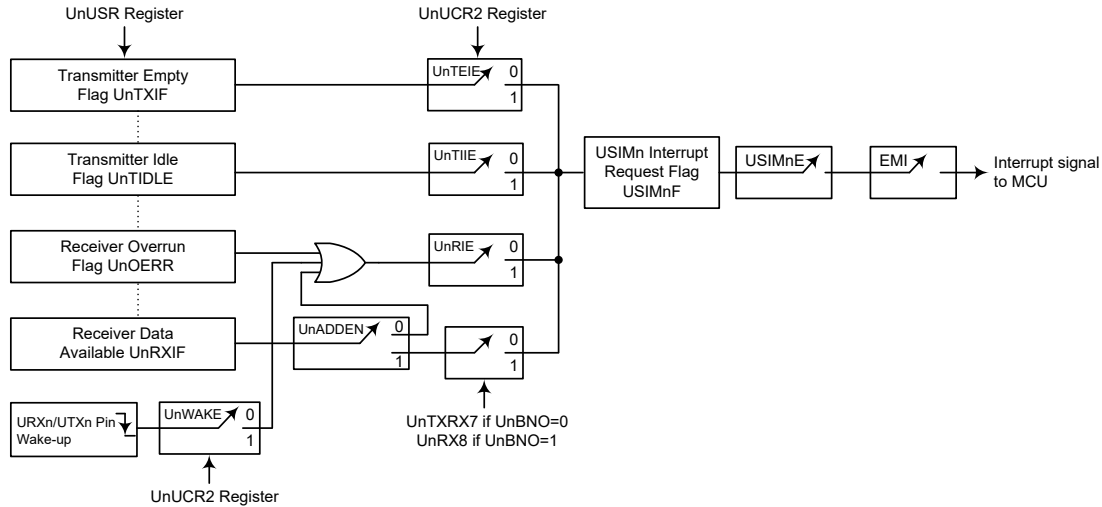 UnUSR Register
UnUCR2 Register
Transmitter Empty
Flag UnTXIF
UnTEIE
0
1
Transmitter Idle
Flag UnTIDLE
UnTIIE
0
1
USIMn Interrupt
Request Flag
USIMnF
USIMnE
EMI
Interrupt signal
to MCU
Receiver Overrun
Flag UnOERR
UnRIE
0
1
Receiver Data
Available UnRXIF
UnADDEN
0
1
0
1
URXn/UTXn Pin
Wake-up
UnWAKE
0
1
UnTXRX7 if UnBNO=0
UnRX8 if UnBNO=1
UnUCR2 Register